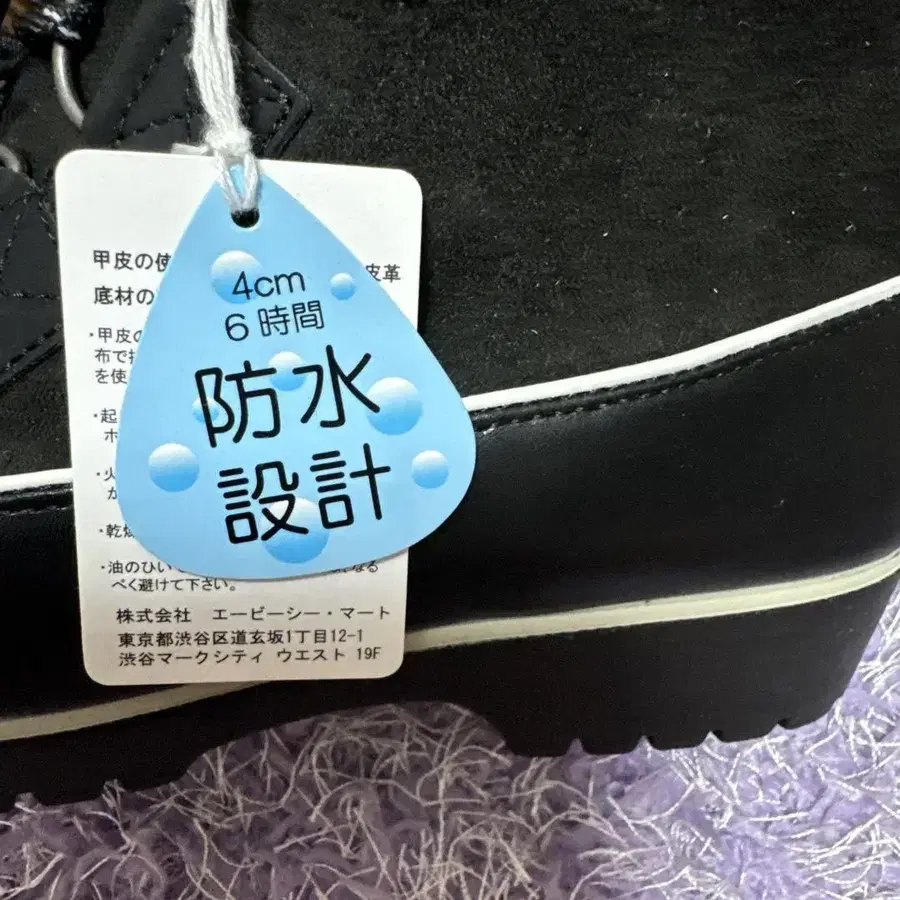 4cm
6時間
防水
設計
甲皮の使 皮革
底材の
・甲皮の
布で
を使
・起
ホ
・火
か
・乾燥
・油のひい なる
べく避けて下さい。
株式会社 エービーシー・マート
東京都渋谷区道玄坂1丁目12-1
渋谷マークシティ ウエスト 19F